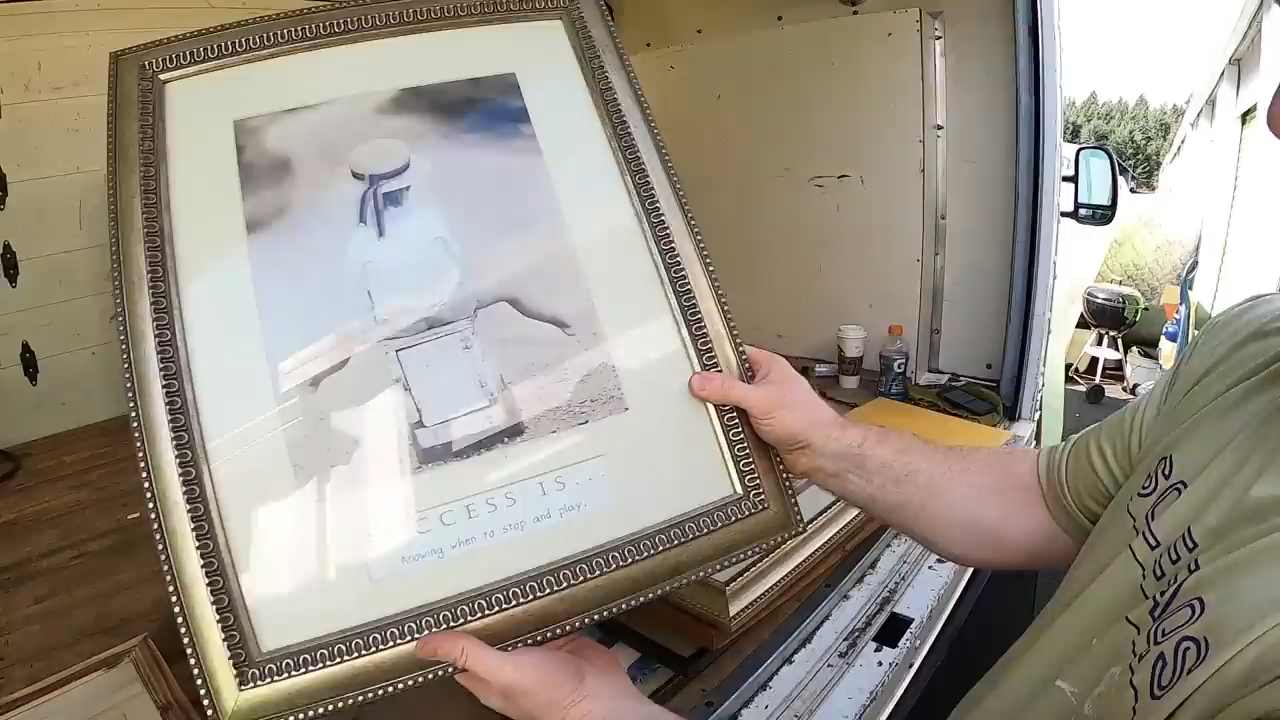 CCESS IS...
Knowing when to stop and play.
G